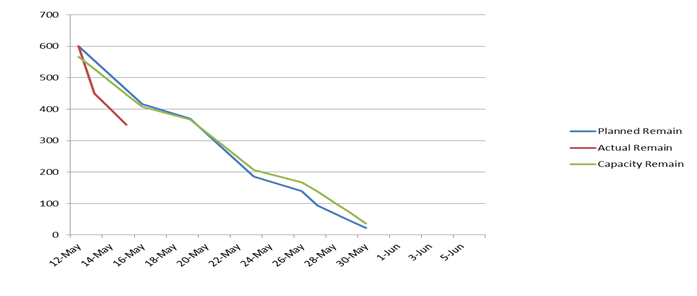 700
600
500
400
300
200
100
0
12-May
14-May
16-May
18-May
20-May
22-May
24-May
26-May
28-May
30-May
1-Jun
3-Jun
5-Jun
Planned Remain
Actual Remain
Capacity Remain